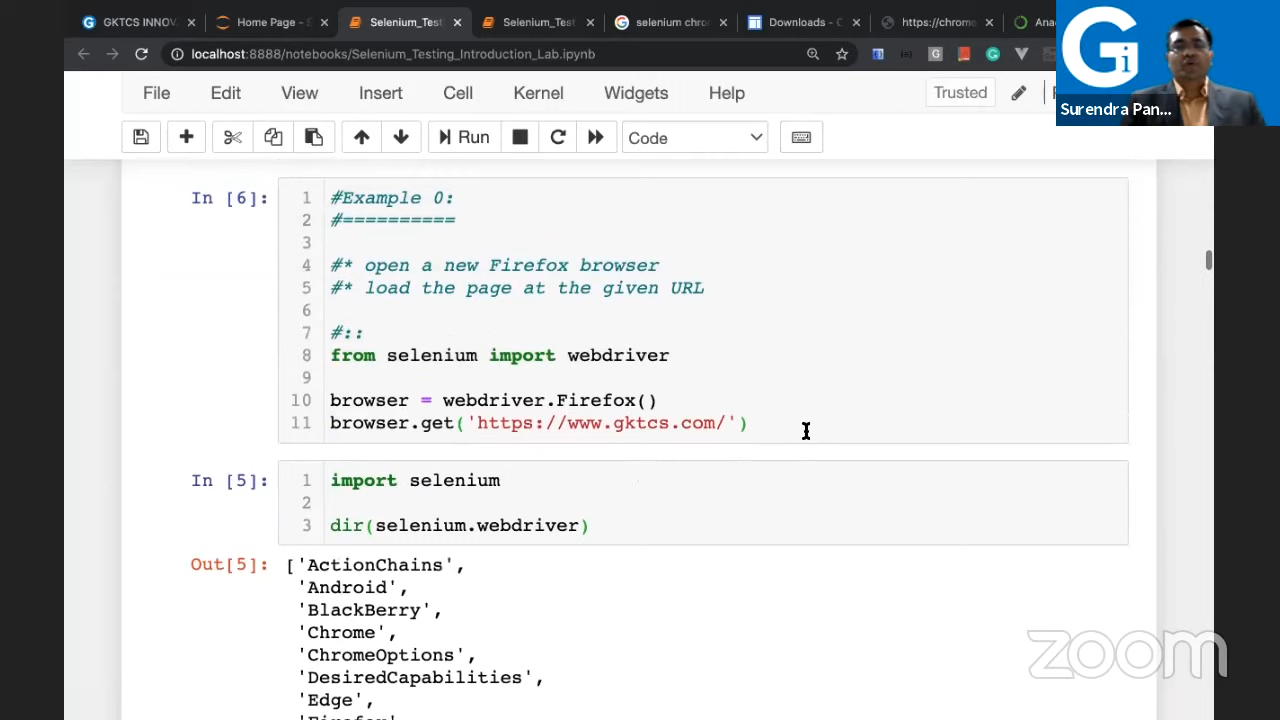 GKTCS INNOV
Home Page - S
Selenium_Test
Selenium_Test
selenium chro
Downloads - C
https://chrome
Ana
localhost:8888/notebooks/Selenium_Testing_Introduction_Lab.ipynb
Gi
Surendra Pan...
File Edit View Insert Cell Kernel Widgets Help Trusted
Run Code
In [6]:
1 #Example 0:
2 #==========
3
4 #* open a new Firefox browser
5 #* load the page at the given URL
6
7 #::
8 from selenium import webdriver
9
10 browser = webdriver.Firefox()
11 browser.get('https://www.gktcs.com/')
In [5]:
1 import selenium
2
3 dir(selenium.webdriver)
Out[5]: ['ActionChains',
'Android',
'BlackBerry',
'Chrome',
'ChromeOptions',
'DesiredCapabilities',
'Edge',
'Firefox',
zoom